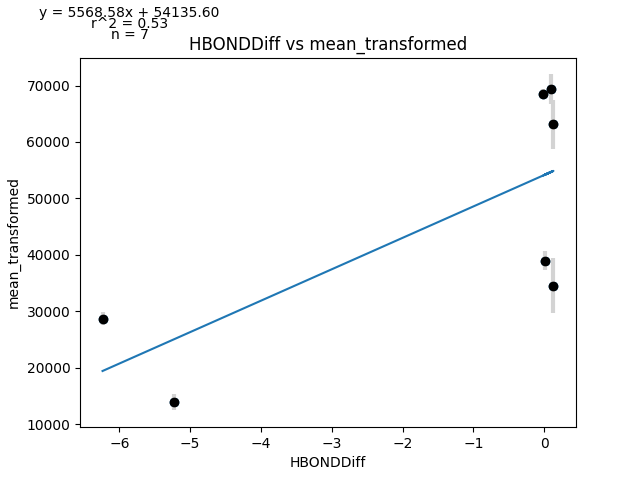 y = 5568.58x + 54135.60
r^2 = 0.53
n = 7
HBONDDiff vs mean_transformed
mean_transformed
70000
60000
50000
40000
30000
20000
10000
−6 −5 −4 −3 −2 −1 0
HBONDDiff